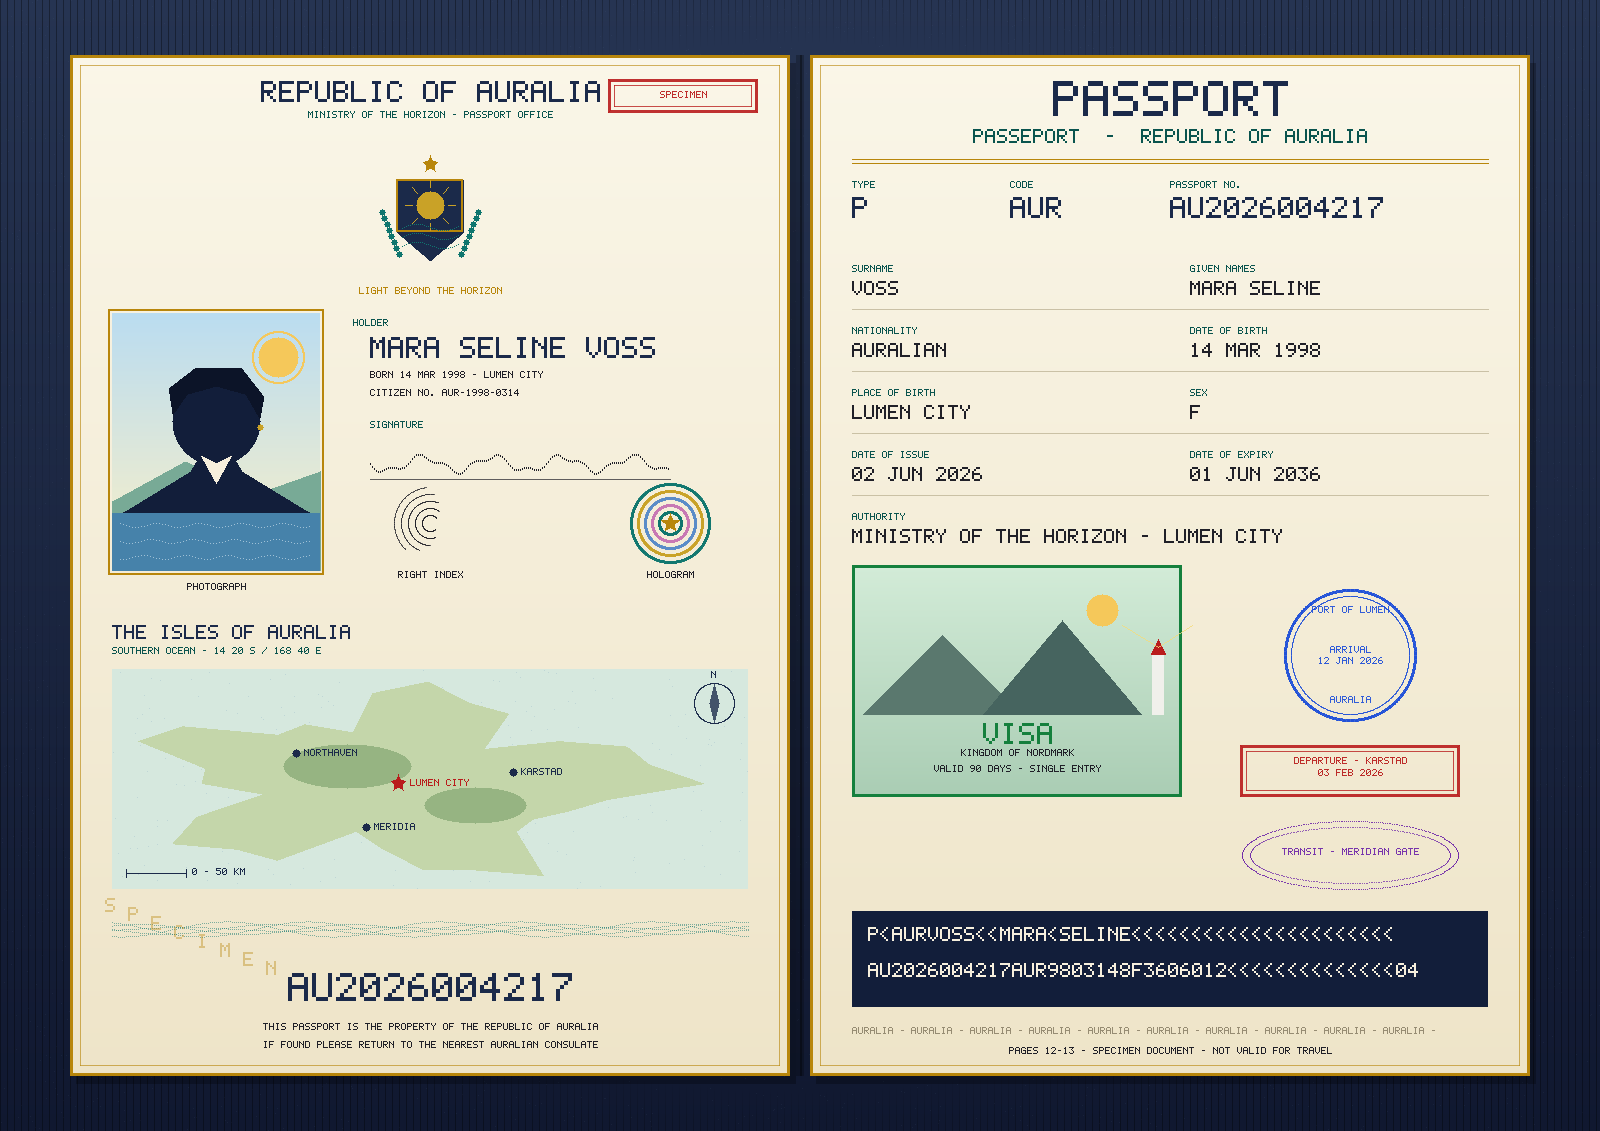 REPUBLIC OF AURALIA
SPECIMEN
MINISTRY OF THE HORIZON - PASSPORT OFFICE
LIGHT BEYOND THE HORIZON
HOLDER
MARA SELINE VOSS
BORN 14 MAR 1998 - LUMEN CITY
CITIZEN NO. AUR-1998-0314
SIGNATURE
RIGHT INDEX
HOLOGRAM
PHOTOGRAPH
THE ISLES OF AURALIA
SOUTHERN OCEAN - 14 20 S / 168 40 E
N
NORTHAVEN
KARSTAD
LUMEN CITY
MERIDIA
0 - 50 KM
SPECIMEN
AU2026004217
THIS PASSPORT IS THE PROPERTY OF THE REPUBLIC OF AURALIA
IF FOUND PLEASE RETURN TO THE NEAREST AURALIAN CONSULATE
PASSPORT
PASSEPORT - REPUBLIC OF AURALIA
TYPE CODE PASSPORT NO.
P AUR AU2026004217
SURNAME GIVEN NAMES
VOSS MARA SELINE
NATIONALITY DATE OF BIRTH
AURALIAN 14 MAR 1998
PLACE OF BIRTH SEX
LUMEN CITY F
DATE OF ISSUE DATE OF EXPIRY
02 JUN 2026 01 JUN 2036
AUTHORITY
MINISTRY OF THE HORIZON - LUMEN CITY
VISA
KINGDOM OF NORDMARK
VALID 90 DAYS - SINGLE ENTRY
PORT OF LUMEN
ARRIVAL
12 JAN 2026
AURALIA
DEPARTURE - KARSTAD
03 FEB 2026
TRANSIT - MERIDIAN GATE
P<AURVOSS<<MARA<SELINE<<<<<<<<<<<<<<<<<<<<<<
AU2026004217AUR9803148F3606012<<<<<<<<<<<<<<04
AURALIA - AURALIA - AURALIA - AURALIA - AURALIA - AURALIA - AURALIA - AURALIA - AURALIA - AURALIA -
PAGES 12-13 - SPECIMEN DOCUMENT - NOT VALID FOR TRAVEL